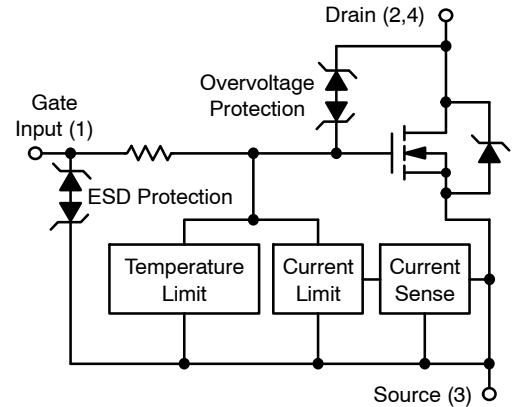 Drain (2,4)
Overvoltage
Protection
Gate
Input (1)
ESD Protection
Temperature
Limit
Current
Limit
Current
Sense
Source (3)